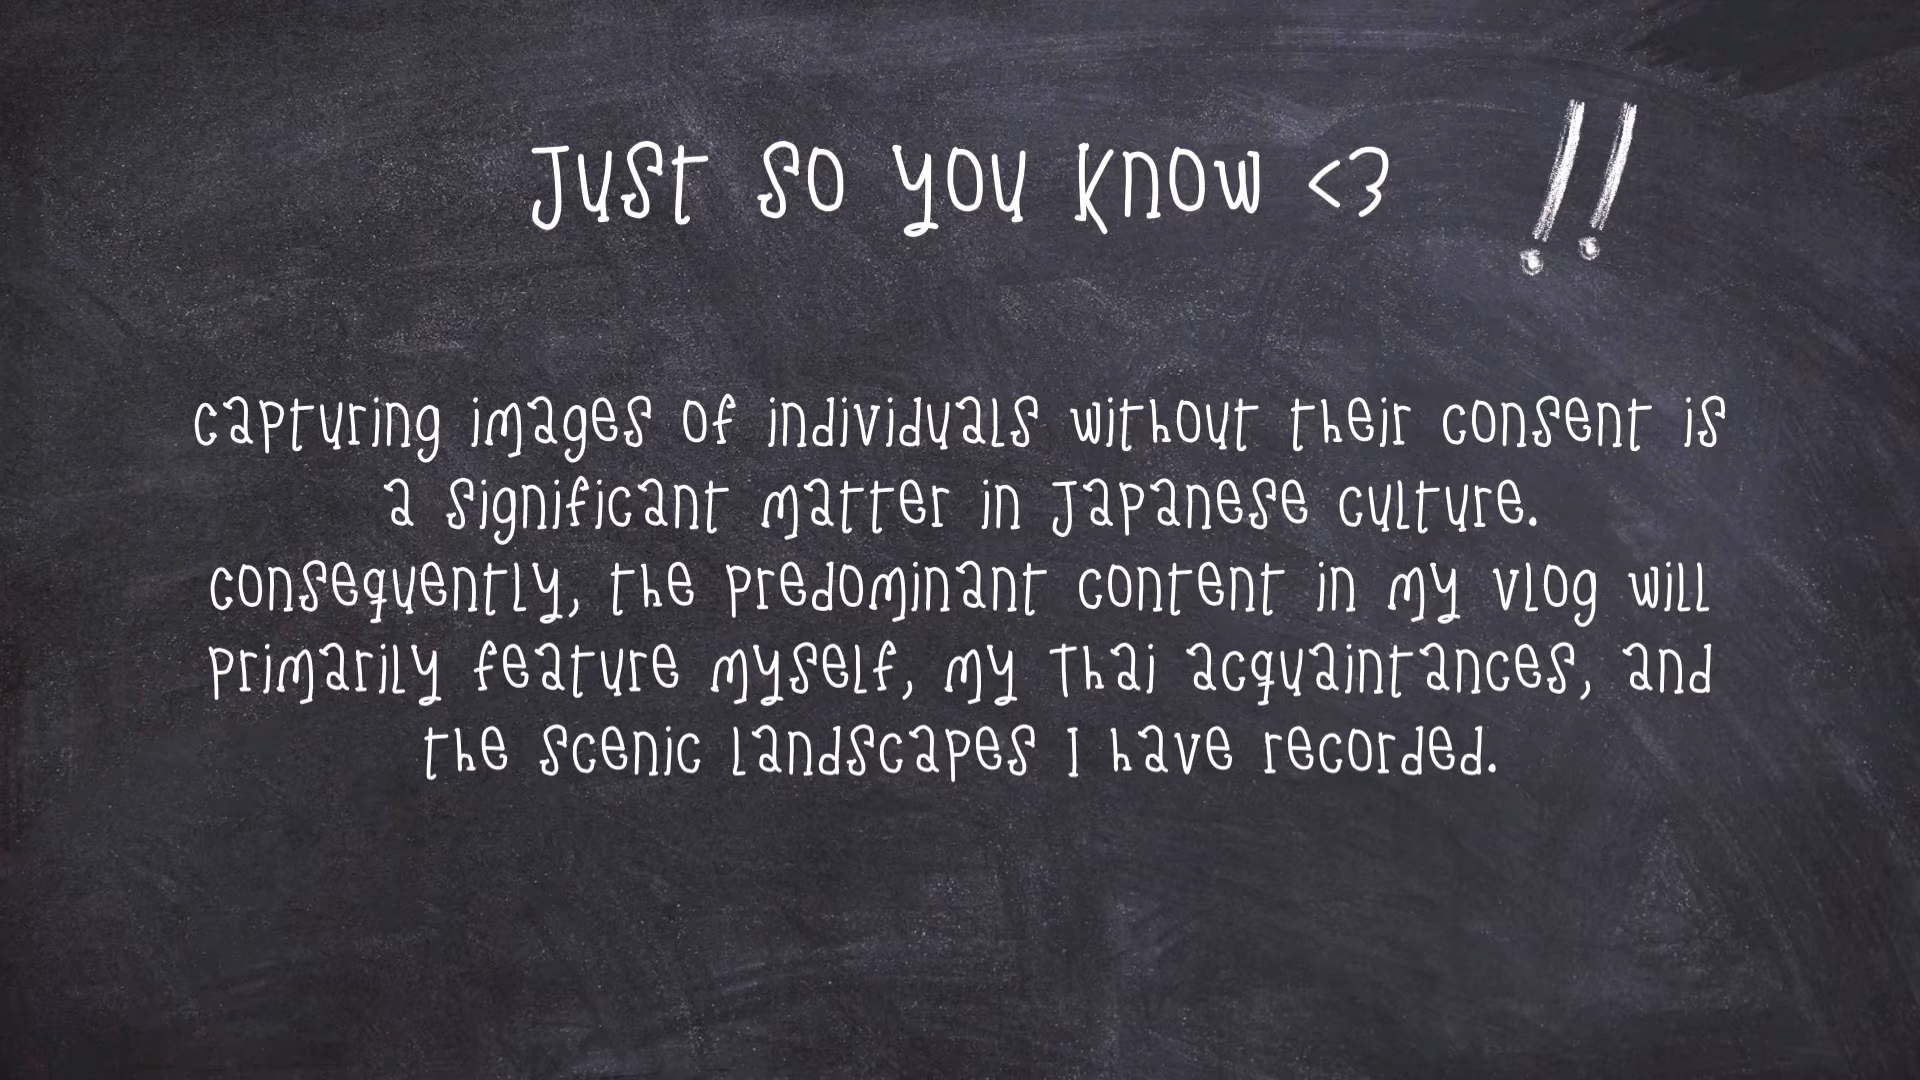 Just so you know <3 !!
capturing images of individuals without their consent is
a significant matter in Japanese culture.
consequently, the predominant content in my vlog will
primarily feature myself, my Thai acquaintances, and
the scenic landscapes I have recorded.